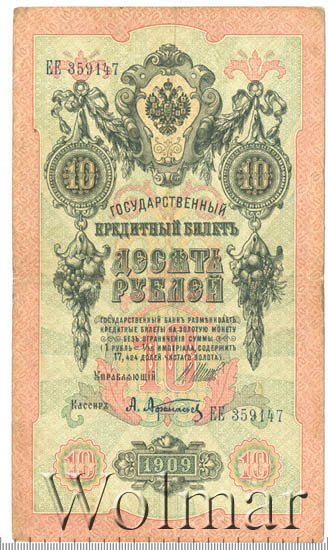 ЕЕ 359147
10 10
ГОСУДАРСТВЕННЫЙ
КРЕДИТНЫЙ БИЛЕТЪ
ДЕСЯТЬ
РУБЛЕЙ
ГОСУДАРСТВЕННЫЙ БАНКЪ РАЗМѢНИВАЕТЪ
КРЕДИТНЫЕ БИЛЕТЫ НА ЗОЛОТУЮ МОНЕТУ
БЕЗЪ ОГРАНИЧЕНІЯ СУММЫ
(1 РУБЛЬ = 1/15 ИМПЕРІАЛА, СОДЕРЖИТЪ
17,424 ДОЛЕЙ ЧИСТАГО ЗОЛОТА).
10
УПРАВЛЯЮЩІЙ
КАССИРЪ
ЕЕ 359147
10 1909 10
Wolmar